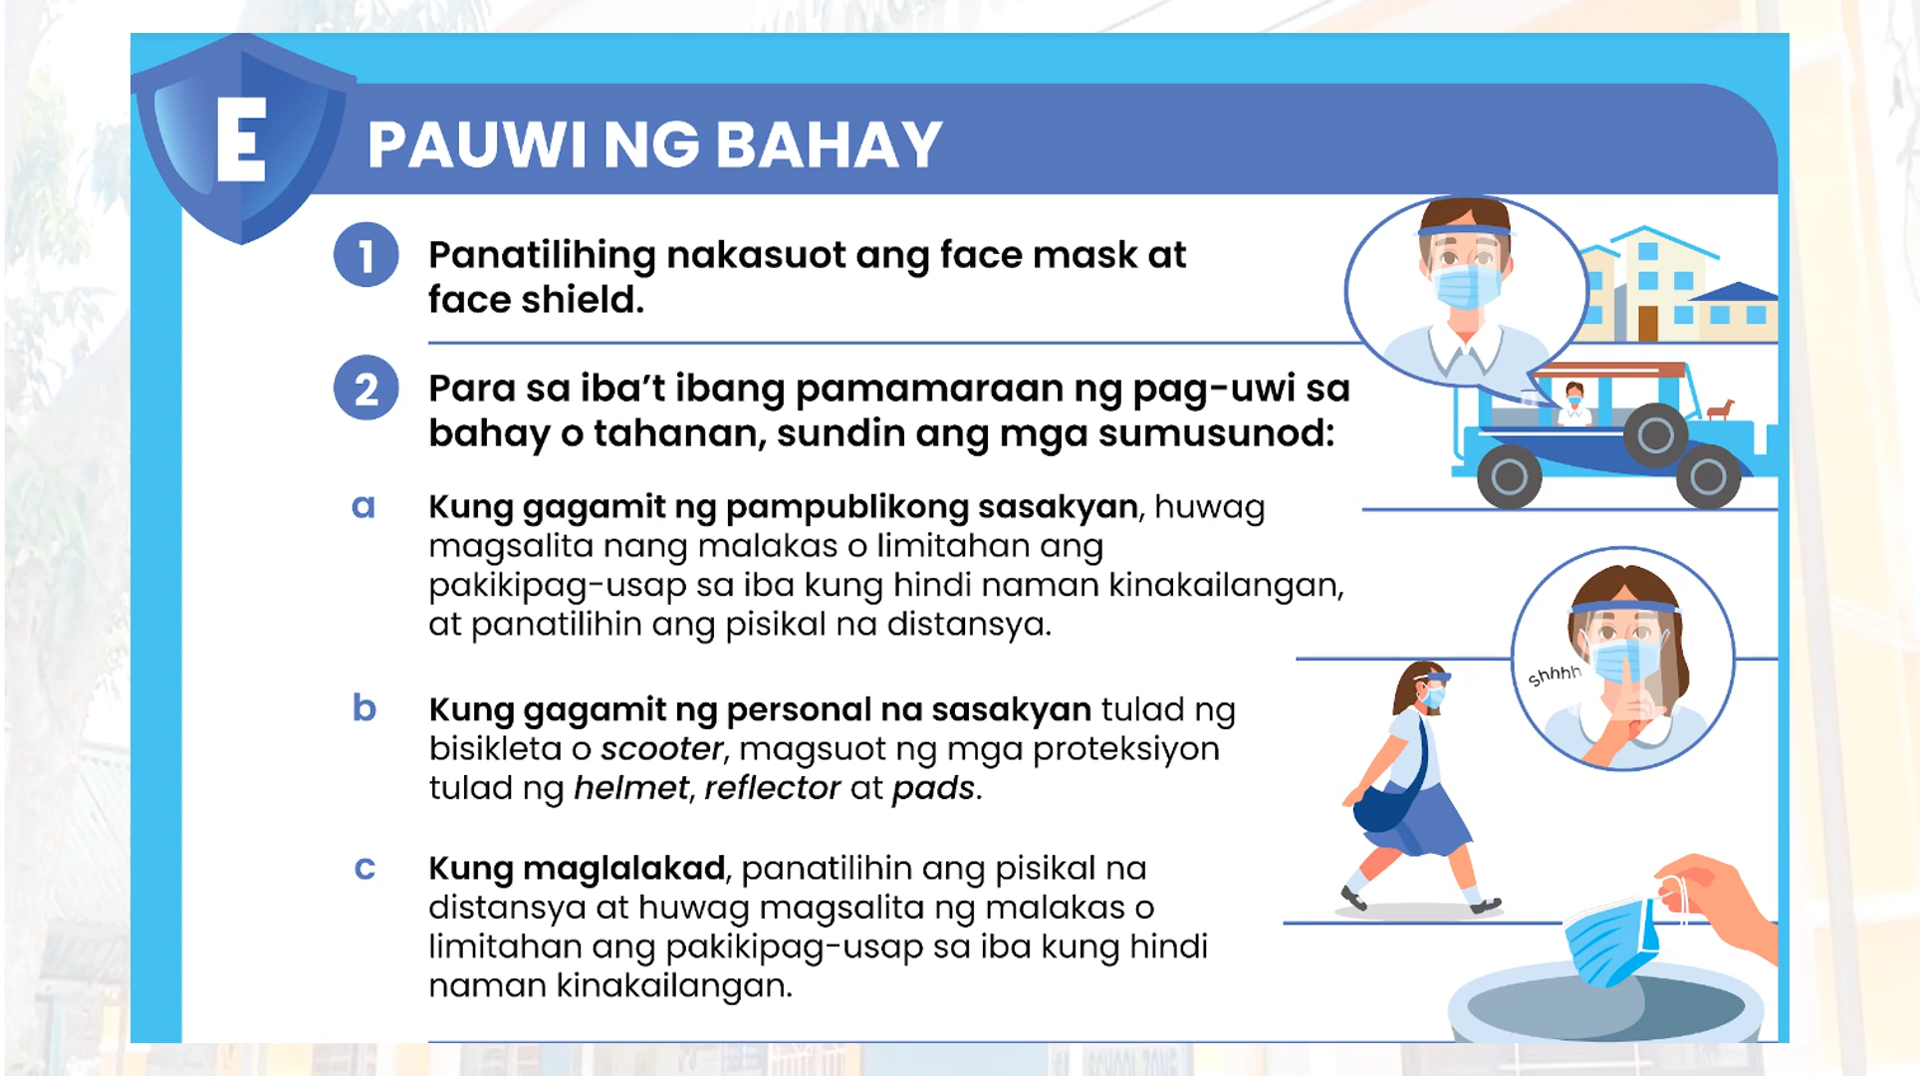 E
PAUWI NG BAHAY
1
Panatilihing nakasuot ang face mask at
face shield.
2
Para sa iba't ibang pamamaraan ng pag-uwi sa
bahay o tahanan, sundin ang mga sumusunod:
a
Kung gagamit ng pampublikong sasakyan, huwag
magsalita nang malakas o limitahan ang
pakikipag-usap sa iba kung hindi naman kinakailangan,
at panatilihin ang pisikal na distansya.
shhhh
b
Kung gagamit ng personal na sasakyan tulad ng
bisikleta o scooter, magsuot ng mga proteksiyon
tulad ng helmet, reflector at pads.
c
Kung maglalakad, panatilihin ang pisikal na
distansya at huwag magsalita ng malakas o
limitahan ang pakikipag-usap sa iba kung hindi
naman kinakailangan.